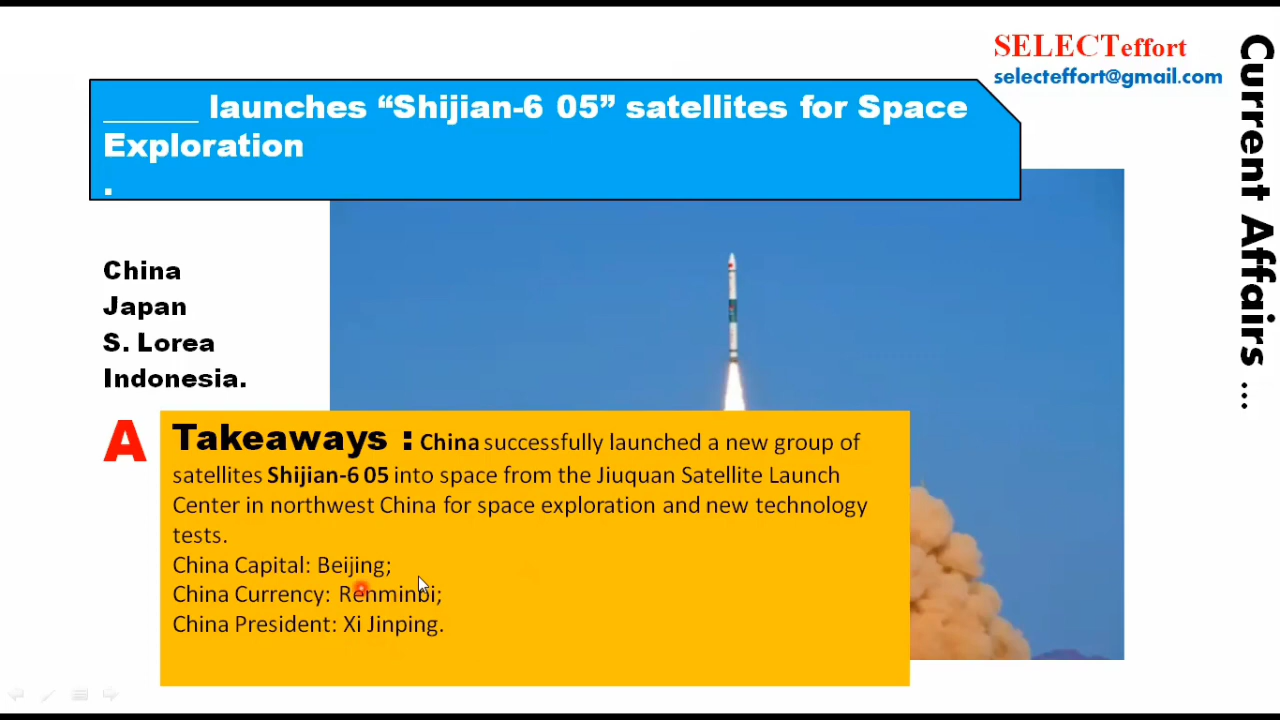 SELECTeffort
selecteffort@gmail.com
Current Affairs ...
______ launches “Shijian-6 05” satellites for Space
Exploration
.
China
Japan
S. Lorea
Indonesia.
A
Takeaways : China successfully launched a new group of
satellites Shijian-6 05 into space from the Jiuquan Satellite Launch
Center in northwest China for space exploration and new technology
tests.
China Capital: Beijing;
China Currency: Renminbi;
China President: Xi Jinping.